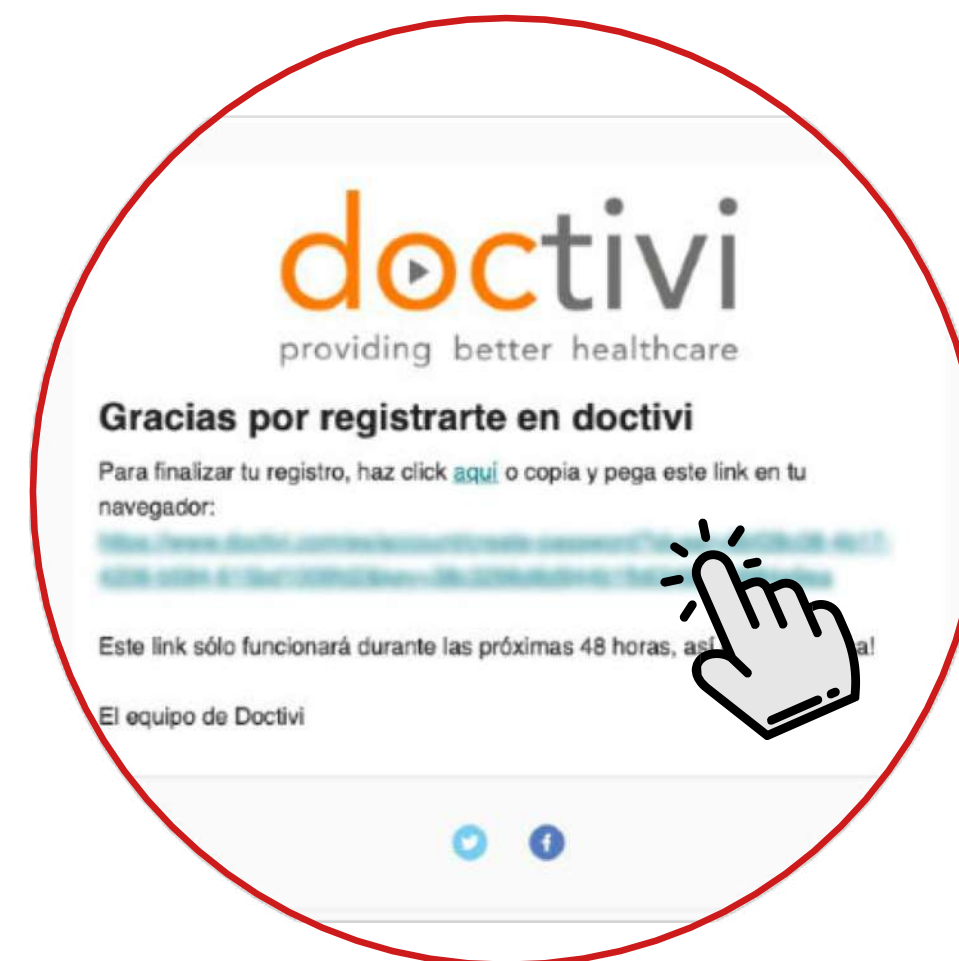 doctivi
providing better healthcare
Gracias por registrarte en doctivi
Para finalizar tu registro, haz click aquí o copia y pega este link en tu
navegador:
Este link sólo funcionará durante las próximas 48 horas, así a!
El equipo de Doctivi